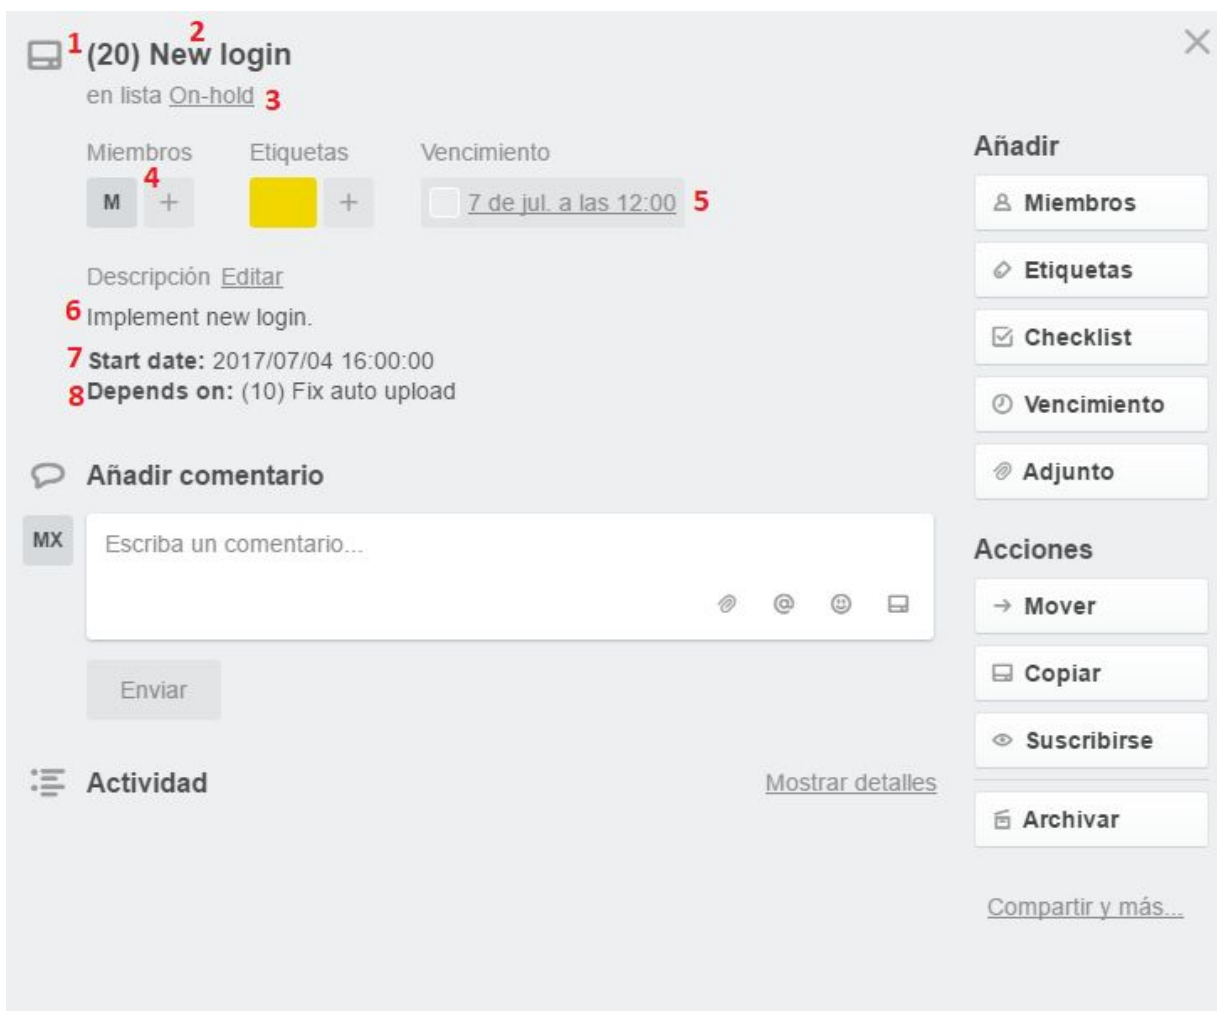 1 2
(20) New login
en lista On-hold 3
Miembros Etiquetas Vencimiento
4
M + + 7 de jul. a las 12:00 5
Descripción Editar
6 Implement new login.
7 Start date: 2017/07/04 16:00:00
8 Depends on: (10) Fix auto upload
Añadir comentario
MX Escriba un comentario...
Enviar
Actividad Mostrar detalles
Añadir
Miembros
Etiquetas
Checklist
Vencimiento
Adjunto
Acciones
Mover
Copiar
Suscribirse
Archivar
Compartir y más...